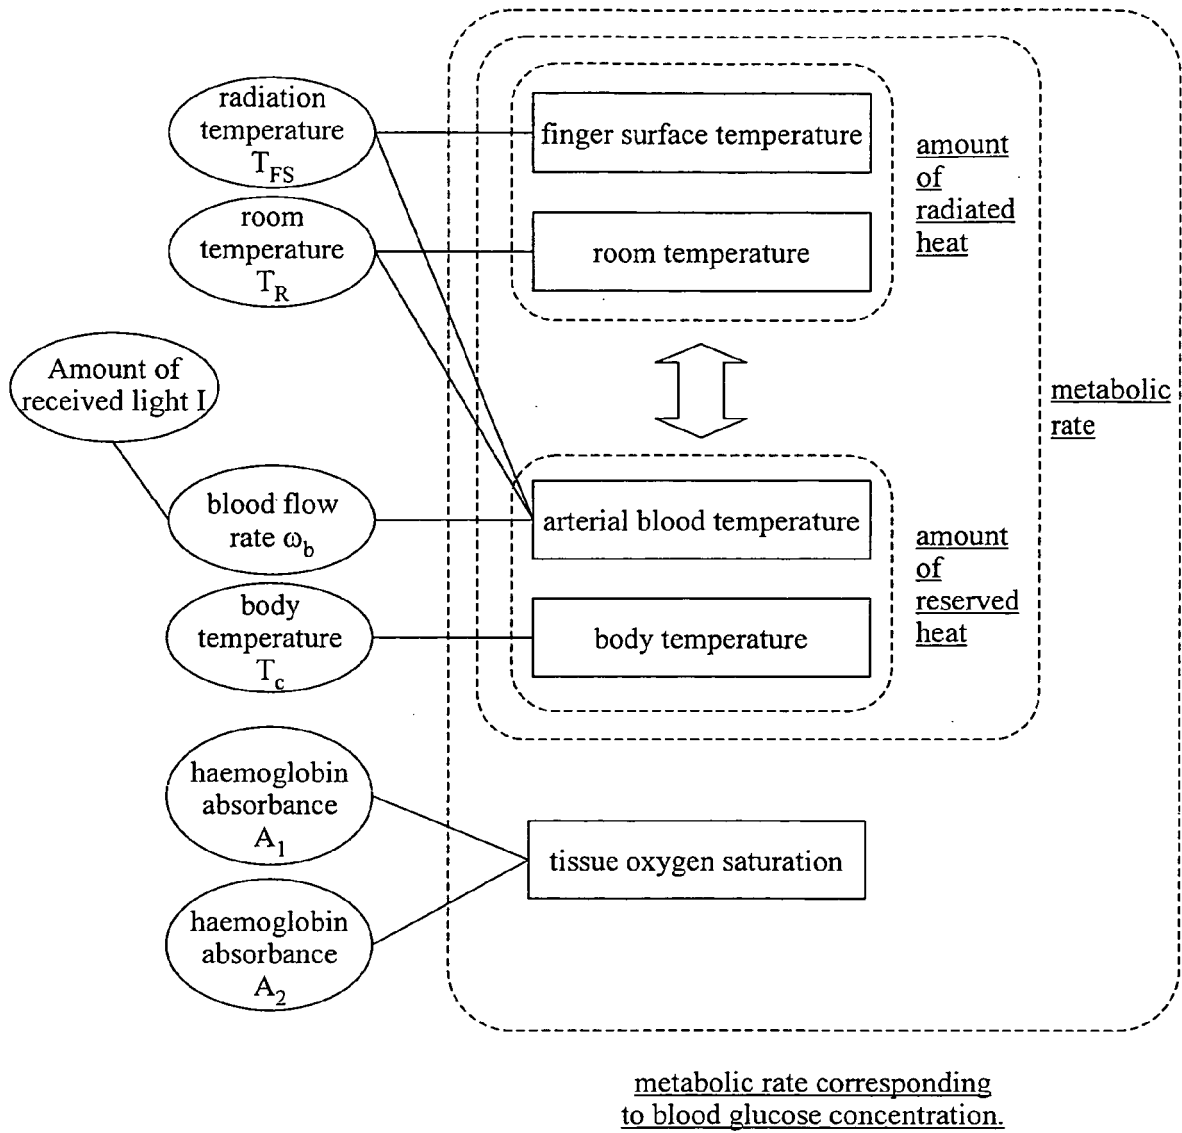 radiation
temperature
T_FS
finger surface temperature
amount
of
radiated
heat
room
temperature
T_R
room temperature
Amount of
received light I
metabolic
rate
blood flow
rate ω_b
arterial blood temperature
amount
of
reserved
heat
body
temperature
T_c
body temperature
haemoglobin
absorbance
A_1
tissue oxygen saturation
haemoglobin
absorbance
A_2
metabolic rate corresponding
to blood glucose concentration.